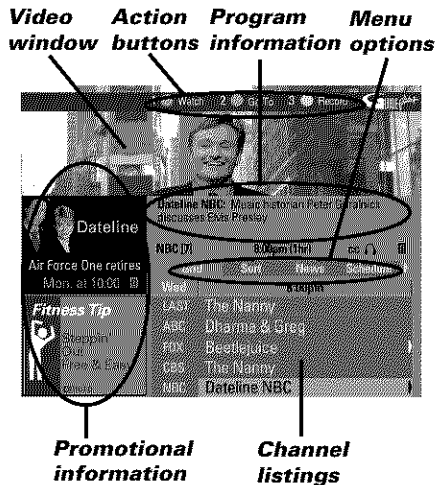 Video window
Action buttons
Program information
Menu options
Watch 2 Go To 3 Record
Dateline NBC: Music historian Peter Guralnick
discusses Elvis Presley
Dateline
NBC [7] 8:00pm (1hr) cc
Air Force One retires
Mon. at 10:00
Sort News Schedule
Wed 8:00pm
Fitness Tip
Steppin'
Out
Free & Easy
LAST The Nanny
ABC Dharma & Greg
FOX Beetlejuice
CBS The Nanny
NBC Dateline NBC
Promotional information
Channel listings